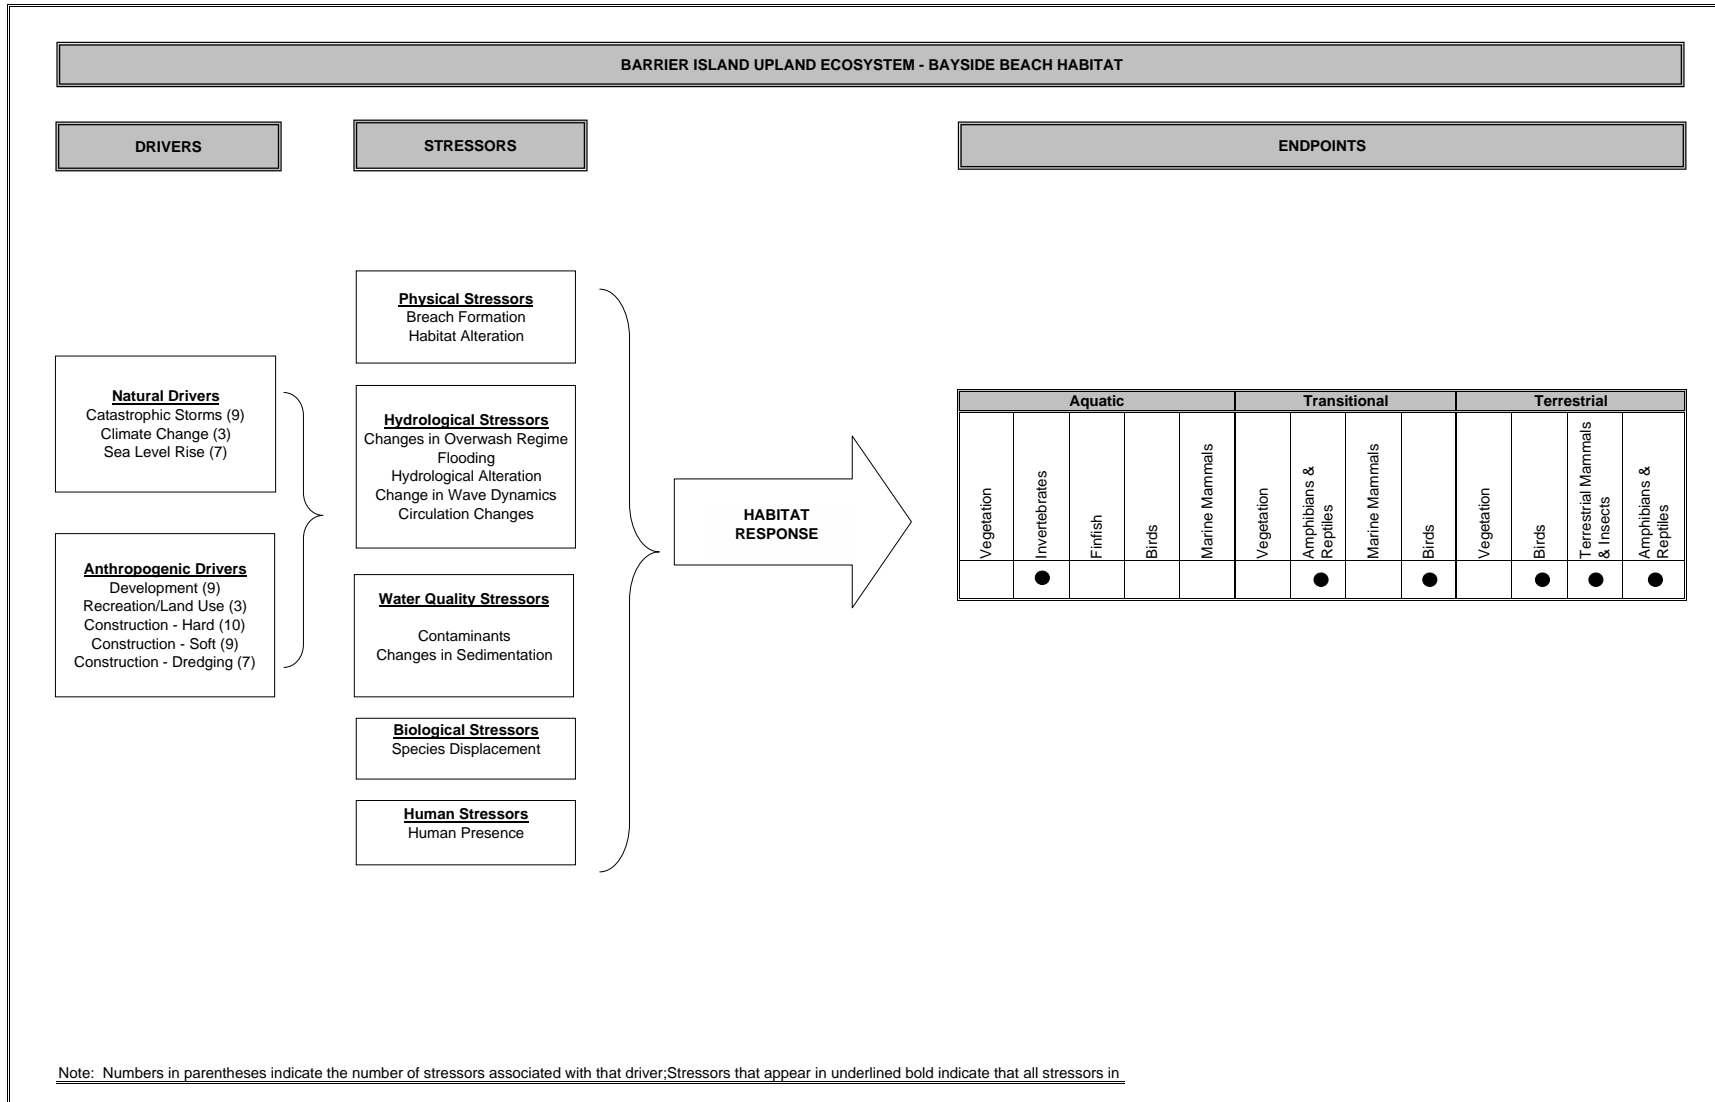 BARRIER ISLAND UPLAND ECOSYSTEM - BAYSIDE BEACH HABITAT
DRIVERS
STRESSORS
ENDPOINTS
Natural Drivers
Catastrophic Storms (9)
Climate Change (3)
Sea Level Rise (7)
Anthropogenic Drivers
Development (9)
Recreation/Land Use (3)
Construction - Hard (10)
Construction - Soft (9)
Construction - Dredging (7)
Physical Stressors
Breach Formation
Habitat Alteration
Hydrological Stressors
Changes in Overwash Regime
Flooding
Hydrological Alteration
Change in Wave Dynamics
Circulation Changes
Water Quality Stressors
Contaminants
Changes in Sedimentation
Biological Stressors
Species Displacement
Human Stressors
Human Presence
HABITAT
RESPONSE
Aquatic
Transitional
Terrestrial
Vegetation
Invertebrates
Finfish
Birds
Marine Mammals
Vegetation
Amphibians &
Reptiles
Marine Mammals
Birds
Vegetation
Birds
Terrestrial Mammals
& Insects
Amphibians &
Reptiles
Note: Numbers in parentheses indicate the number of stressors associated with that driver;Stressors that appear in underlined bold indicate that all stressors in